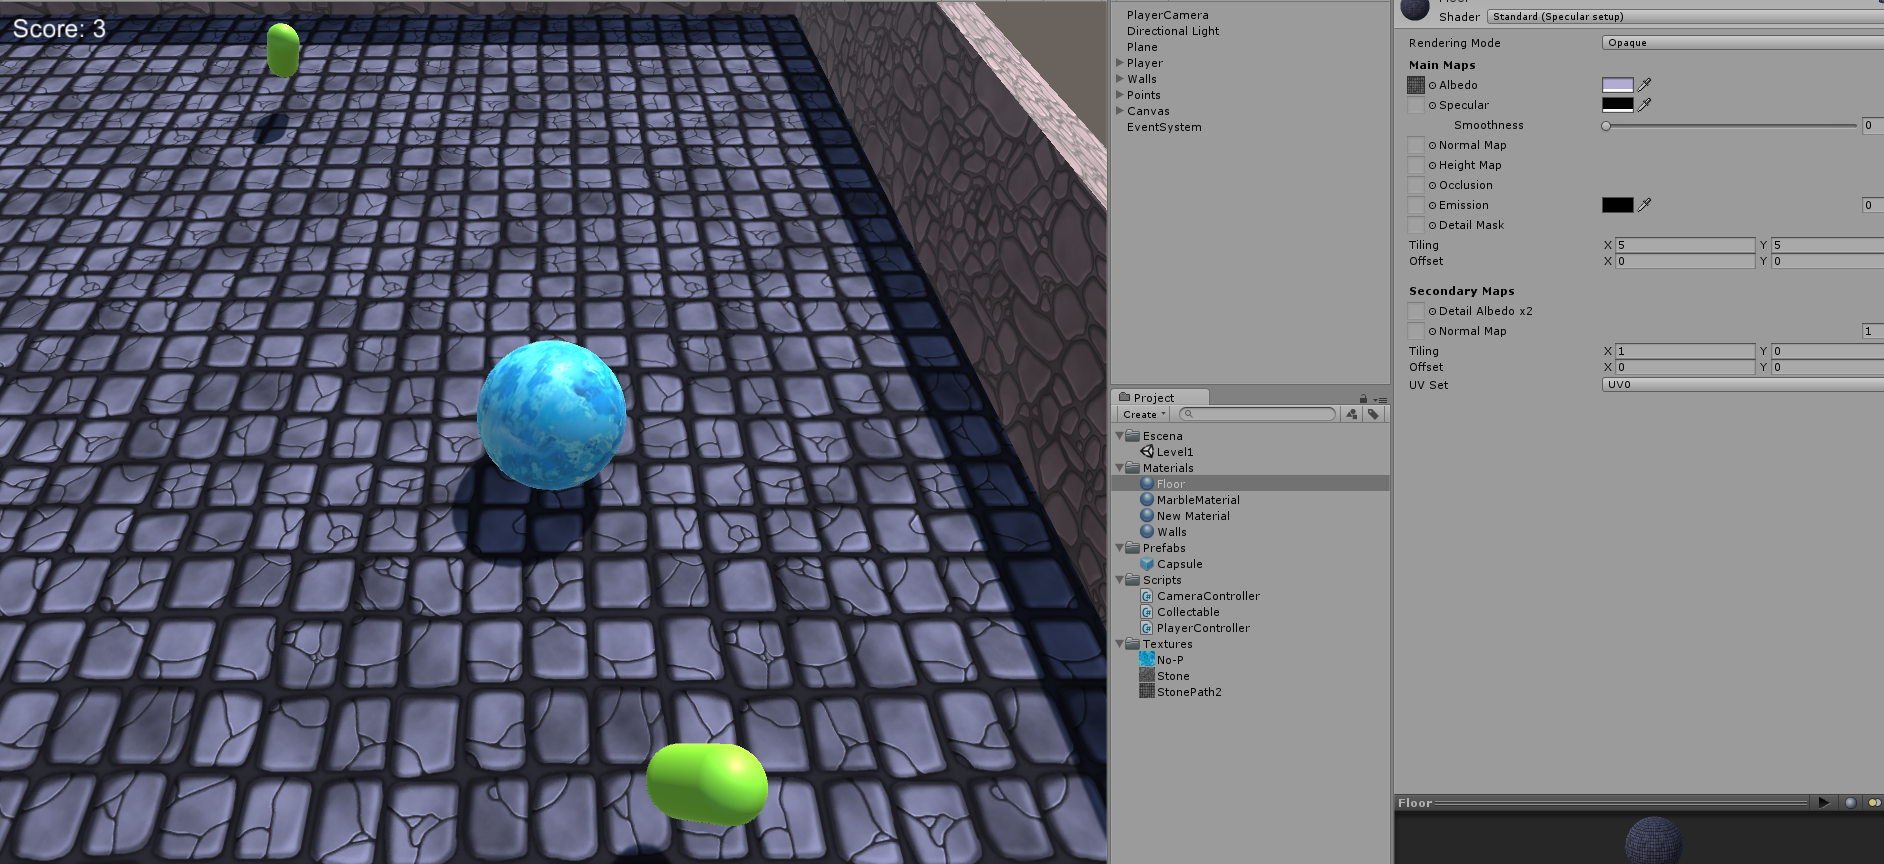 Score: 3
PlayerCamera
Directional Light
Plane
Player
Walls
Points
Canvas
EventSystem
Project
Create
Escena
Level1
Materials
Floor
MarbleMaterial
New Material
Walls
Prefabs
Capsule
Scripts
CameraController
Collectable
PlayerController
Textures
No-P
Stone
StonePath2
Shader Standard (Specular setup)
Rendering Mode Opaque
Main Maps
Albedo
Specular
Smoothness 0
Normal Map
Height Map
Occlusion
Emission 0
Detail Mask
Tiling X 5 Y 5
Offset X 0 Y 0
Secondary Maps
Detail Albedo x2
Normal Map 1
Tiling X 1 Y 0
Offset X 0 Y 0
UV Set UV0
Floor